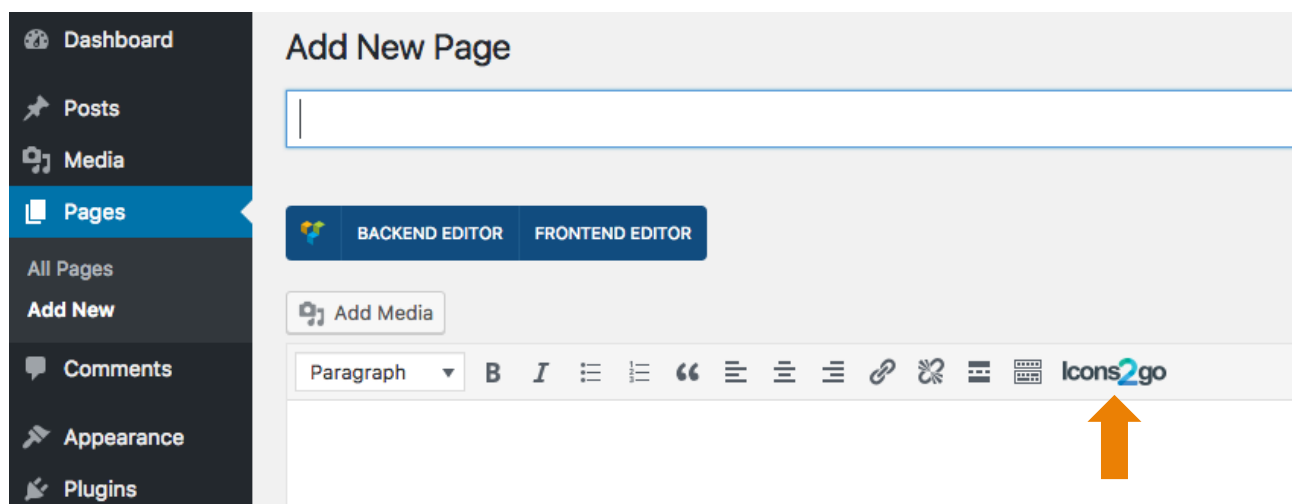 Dashboard
Posts
Media
Pages
All Pages
Add New
Comments
Appearance
Plugins
Add New Page
BACKEND EDITOR FRONTEND EDITOR
Add Media
Paragraph B I Icons2go